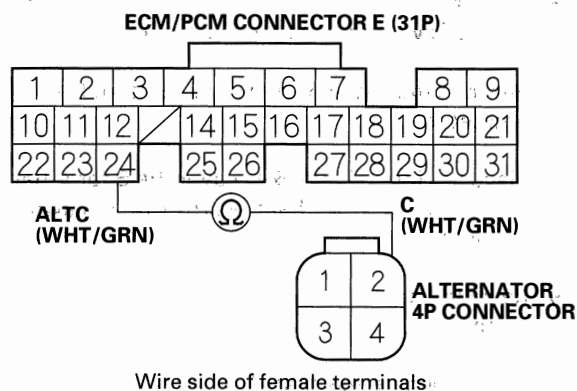 ECM/PCM CONNECTOR E (31P)
1 2 3 4 5 6 7 8 9
10 11 12 14 15 16 17 18 19 20 21
22 23 24 25 26 27 28 29 30 31
ALTC
(WHT/GRN)
Ω
C
(WHT/GRN)
1 2
3 4
ALTERNATOR
4P CONNECTOR
Wire side of female terminals